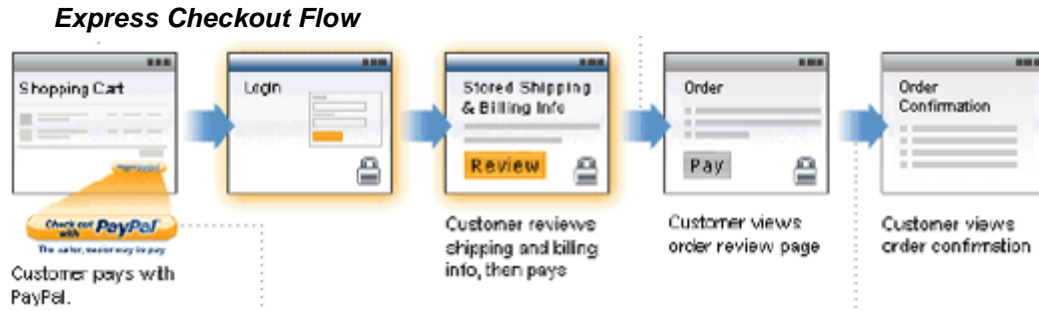 Express Checkout Flow
Shopping Cart
Check out
with PayPal
The safer, easier way to pay
Customer pays with
PayPal.
Login
Stored Shipping
& Billing Info
Review
Customer reviews
shipping and billing
info, then pays
Order
Pay
Customer views
order review page
Order
Confirmation
Customer views
order confirmation